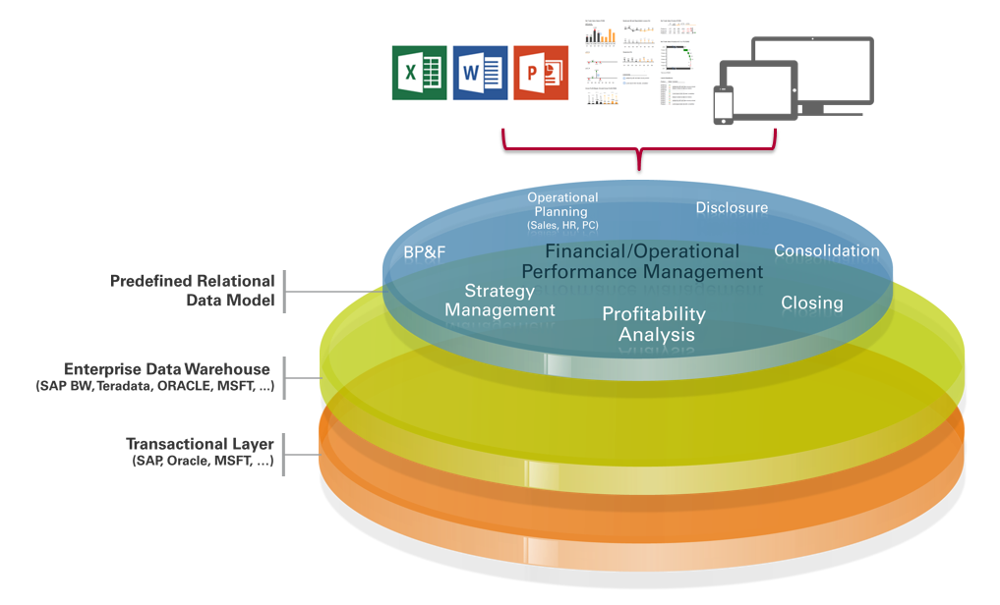 X
W
P
Operational
Planning
(Sales, HR, PC)
Disclosure
BP&F
Financial/Operational
Performance Management
Consolidation
Strategy
Management
Profitability
Analysis
Closing
Predefined Relational
Data Model
Enterprise Data Warehouse
(SAP BW, Teradata, ORACLE, MSFT, ...)
Transactional Layer
(SAP, Oracle, MSFT, ...)